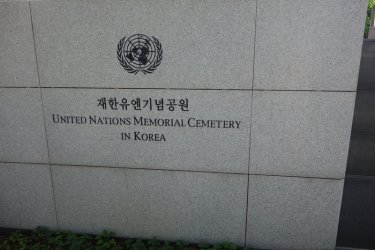 재한유엔기념공원
UNITED NATIONS MEMORIAL CEMETERY
IN KOREA